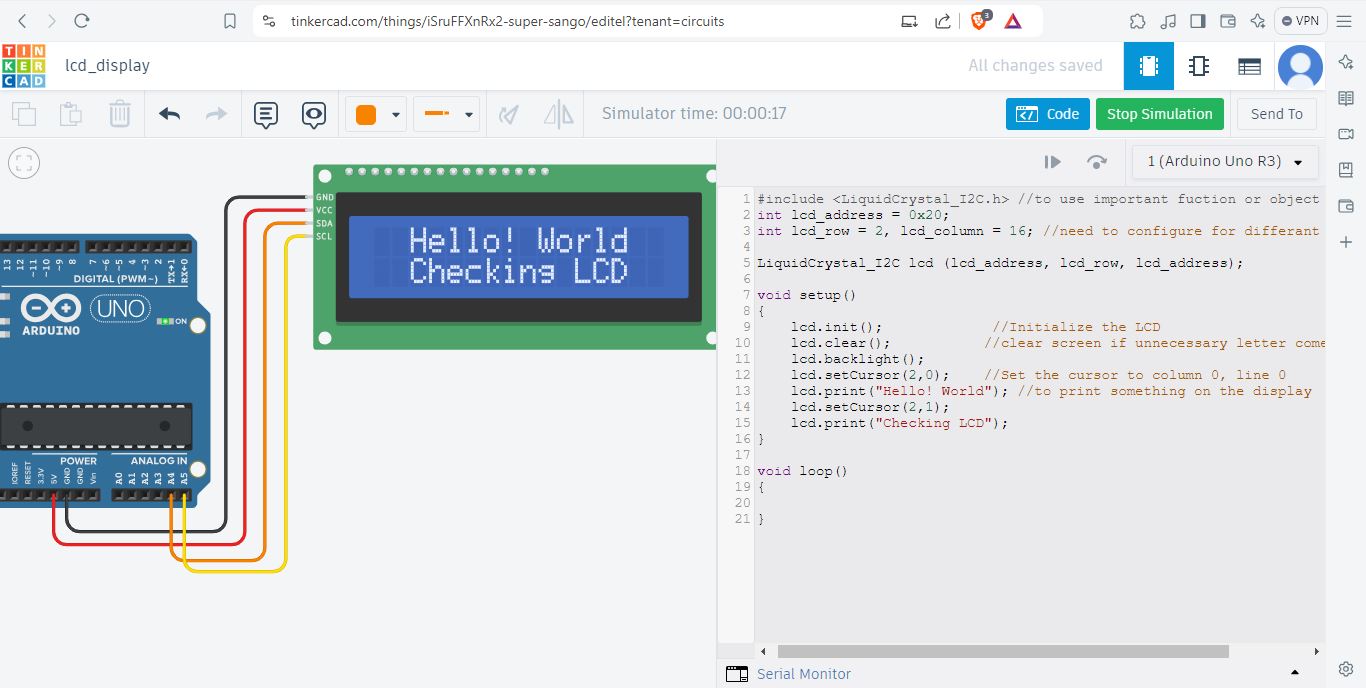 tinkercad.com/things/iSruFFXnRx2-super-sango/editel?tenant=circuits
3
VPN
TIN
KER
CAD
lcd_display
All changes saved
Simulator time: 00:00:17
Code
Stop Simulation
Send To
1 (Arduino Uno R3)
GND
VCC
SDA
SCL
Hello! World
Checking LCD
13
12
~11
~10
~9
8
7
~6
~5
4
~3
2
TX→1
RX←0
DIGITAL (PWM~)
UNO
ARDUINO
ON
POWER
ANALOG IN
IOREF
RESET
3.3V
5V
GND
GND
Vin
A0
A1
A2
A3
A4
A5
1 #include <LiquidCrystal_I2C.h> //to use important fuction or object
2 int lcd_address = 0x20;
3 int lcd_row = 2, lcd_column = 16; //need to configure for differant
4
5 LiquidCrystal_I2C lcd (lcd_address, lcd_row, lcd_address);
6
7 void setup()
8 {
9 lcd.init(); //Initialize the LCD
10 lcd.clear(); //clear screen if unnecessary letter come
11 lcd.backlight();
12 lcd.setCursor(2,0); //Set the cursor to column 0, line 0
13 lcd.print("Hello! World"); //to print something on the display
14 lcd.setCursor(2,1);
15 lcd.print("Checking LCD");
16 }
17
18 void loop()
19 {
20
21 }
Serial Monitor